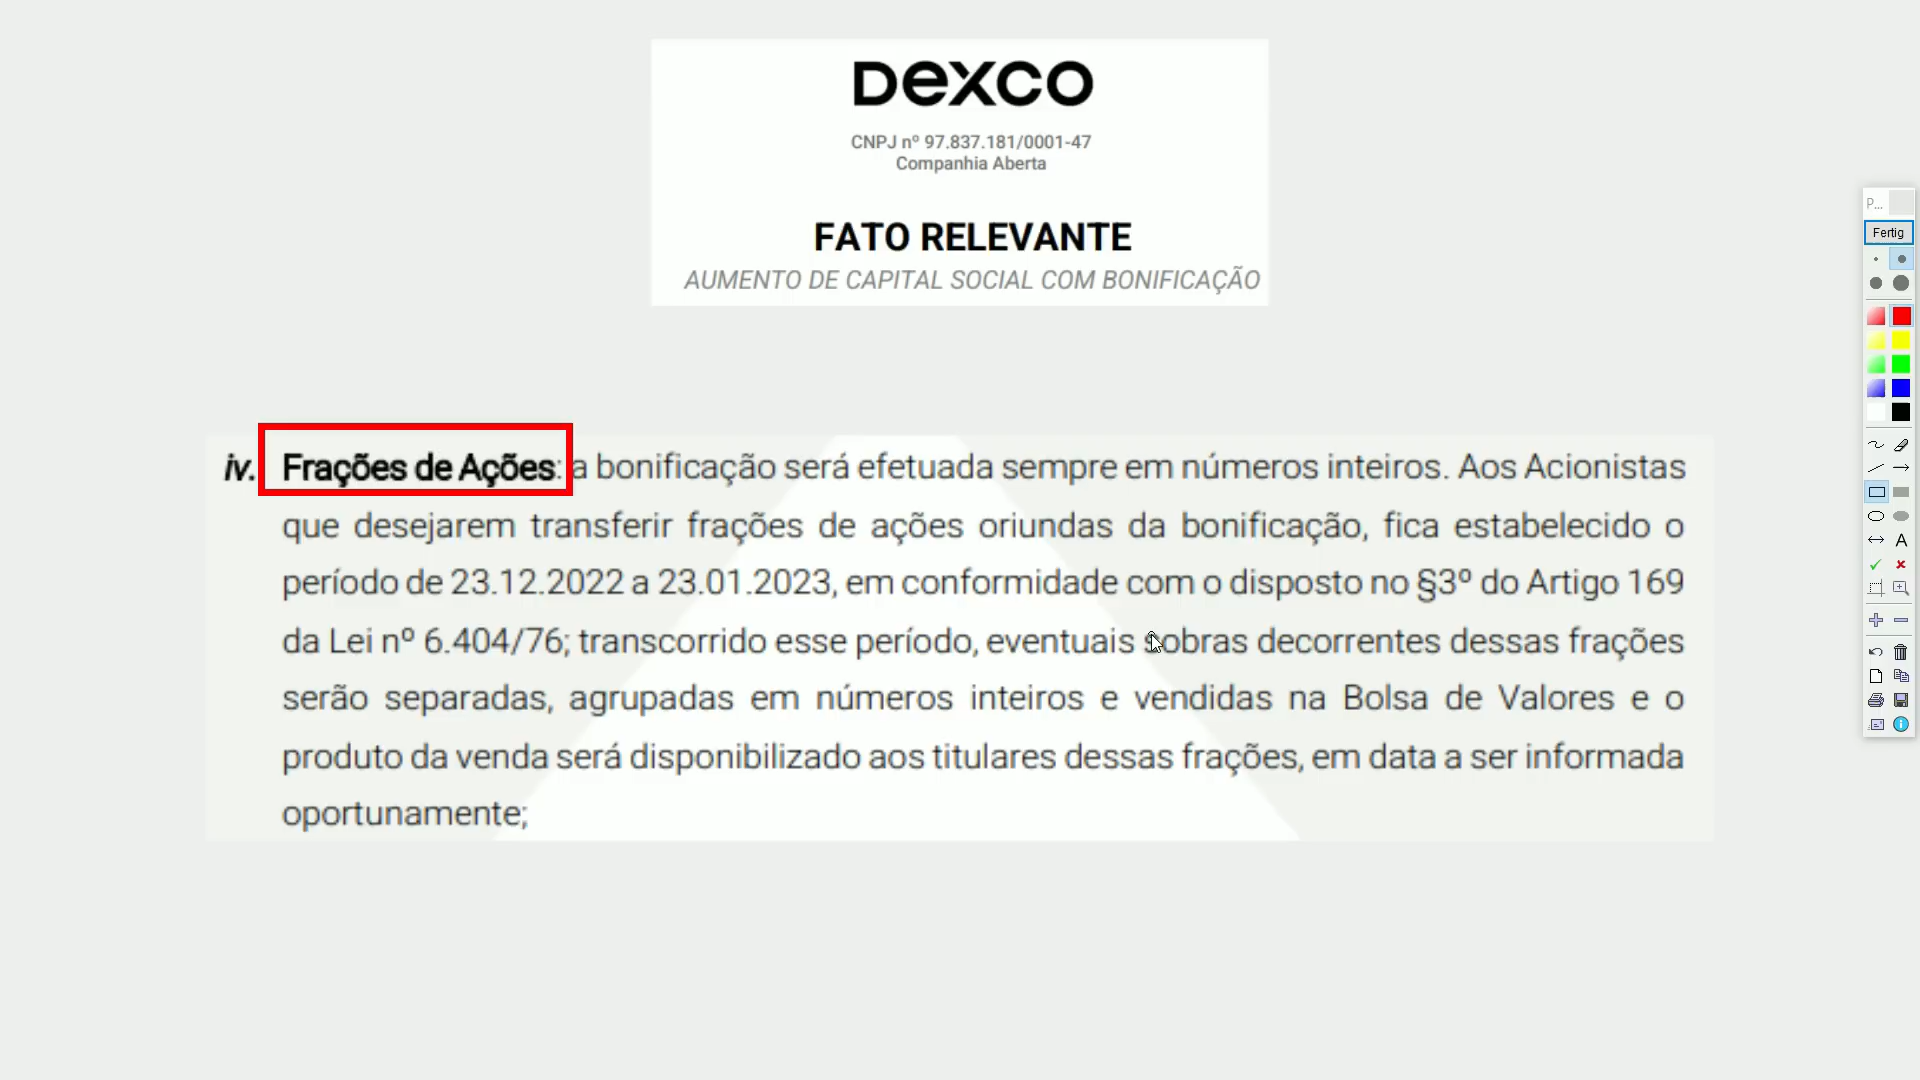 Dexco
CNPJ nº 97.837.181/0001-47
Companhia Aberta
FATO RELEVANTE
AUMENTO DE CAPITAL SOCIAL COM BONIFICAÇÃO
P...
Fertig
iv. Frações de Ações: a bonificação será efetuada sempre em números inteiros. Aos Acionistas
que desejarem transferir frações de ações oriundas da bonificação, fica estabelecido o
período de 23.12.2022 a 23.01.2023, em conformidade com o disposto no §3º do Artigo 169
da Lei nº 6.404/76; transcorrido esse período, eventuais sobras decorrentes dessas frações
serão separadas, agrupadas em números inteiros e vendidas na Bolsa de Valores e o
produto da venda será disponibilizado aos titulares dessas frações, em data a ser informada
oportunamente;
A